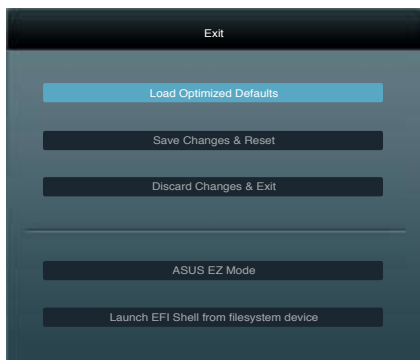 Exit
Load Optimized Defaults
Save Changes & Reset
Discard Changes & Exit
ASUS EZ Mode
Launch EFI Shell from filesystem device